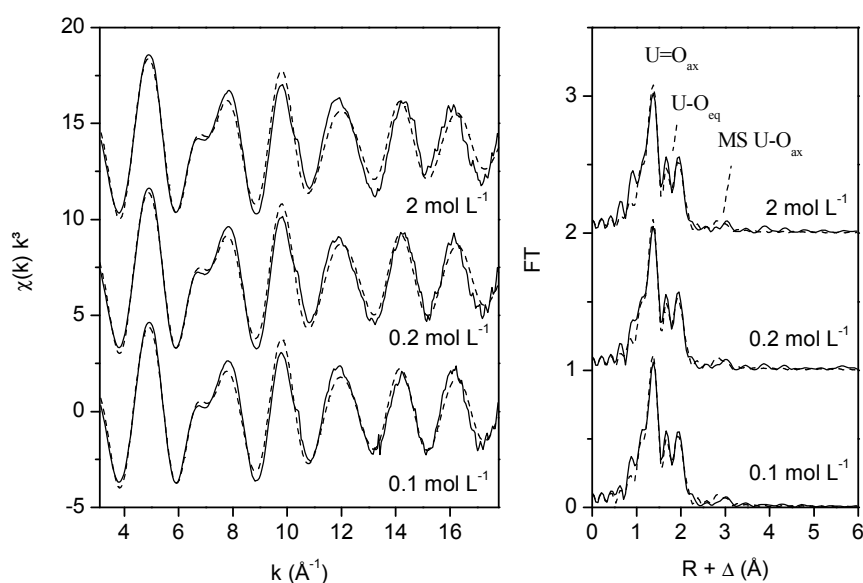 20
15
10
5
0
-5
4
6
8
10
12
14
16
χ(k) k³
k (Å⁻¹)
2 mol L⁻¹
0.2 mol L⁻¹
0.1 mol L⁻¹
3
2
1
0
0
1
2
3
4
5
6
FT
R + Δ (Å)
U=Oₐₓ
U-O_eq
MS U-Oₐₓ
2 mol L⁻¹
0.2 mol L⁻¹
0.1 mol L⁻¹